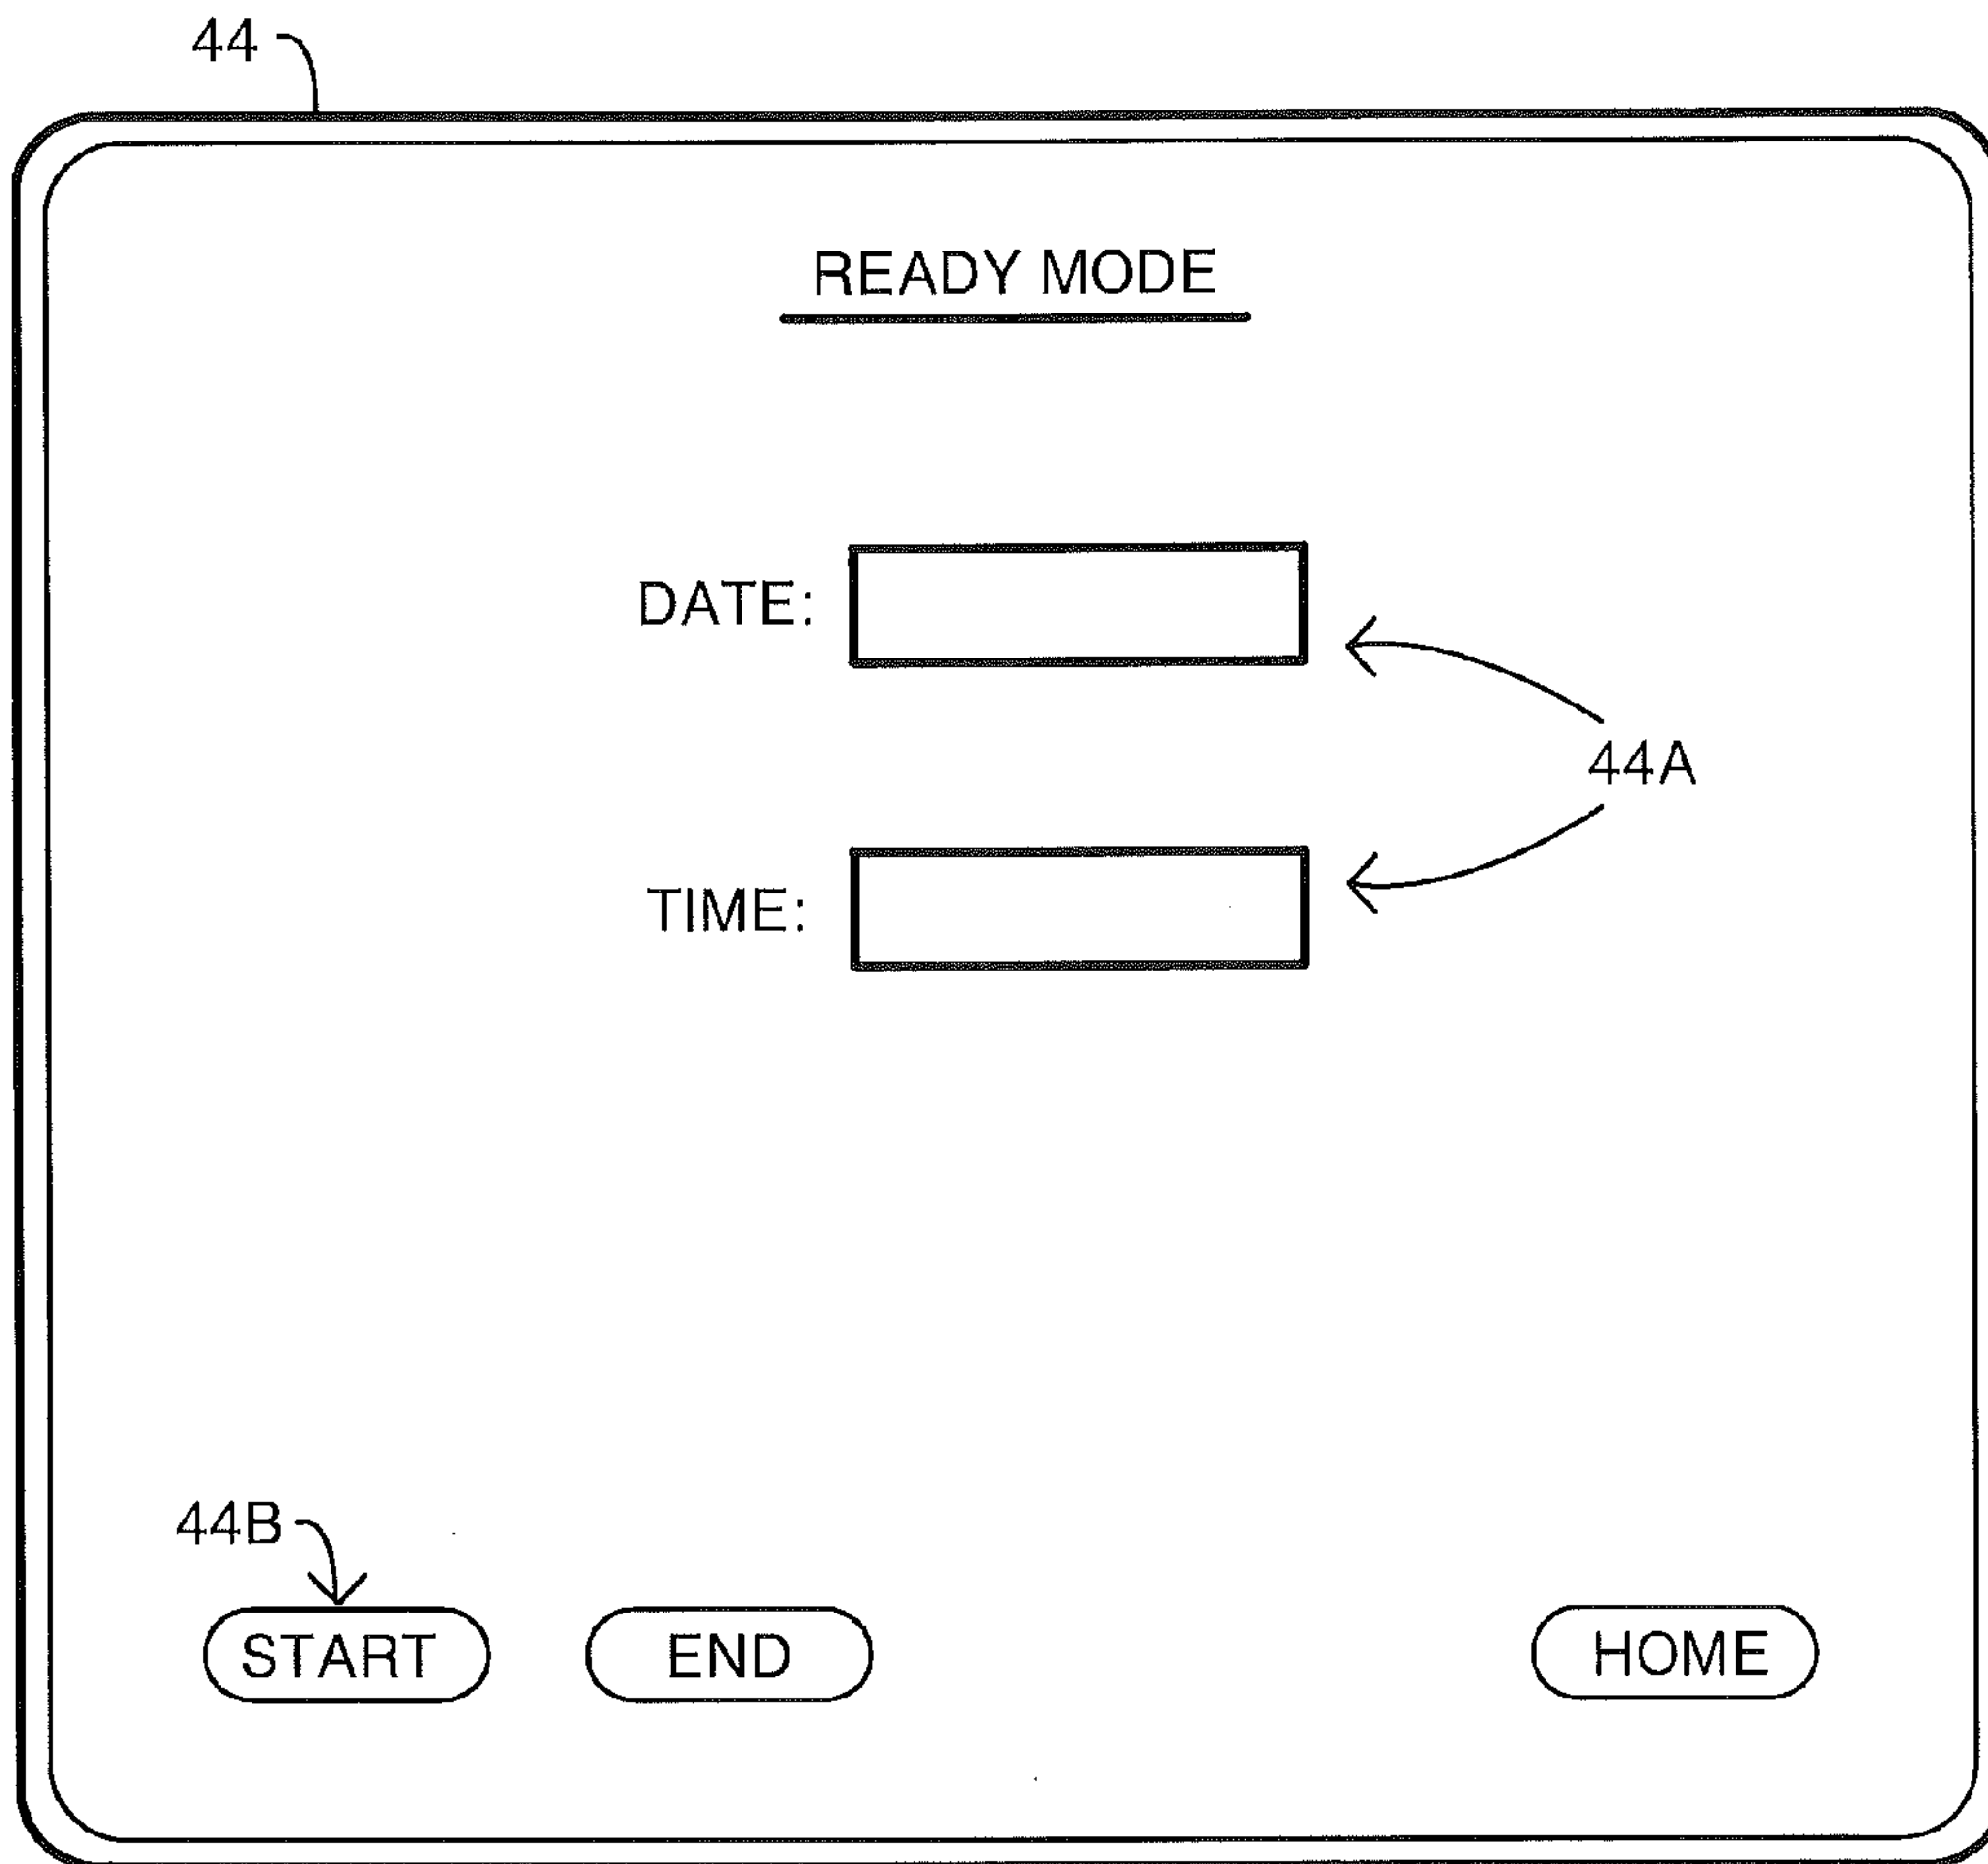 44
READY MODE
DATE:
44A
TIME:
44B
START END HOME